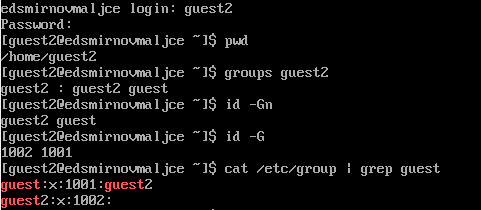 edsmirnovmaljce login: guest2
Password:
[guest2@edsmirnovmaljce ~]$ pwd
/home/guest2
[guest2@edsmirnovmaljce ~]$ groups guest2
guest2 : guest2 guest
[guest2@edsmirnovmaljce ~]$ id -Gn
guest2 guest
[guest2@edsmirnovmaljce ~]$ id -G
1002 1001
[guest2@edsmirnovmaljce ~]$ cat /etc/group | grep guest
guest:x:1001:guest2
guest2:x:1002: